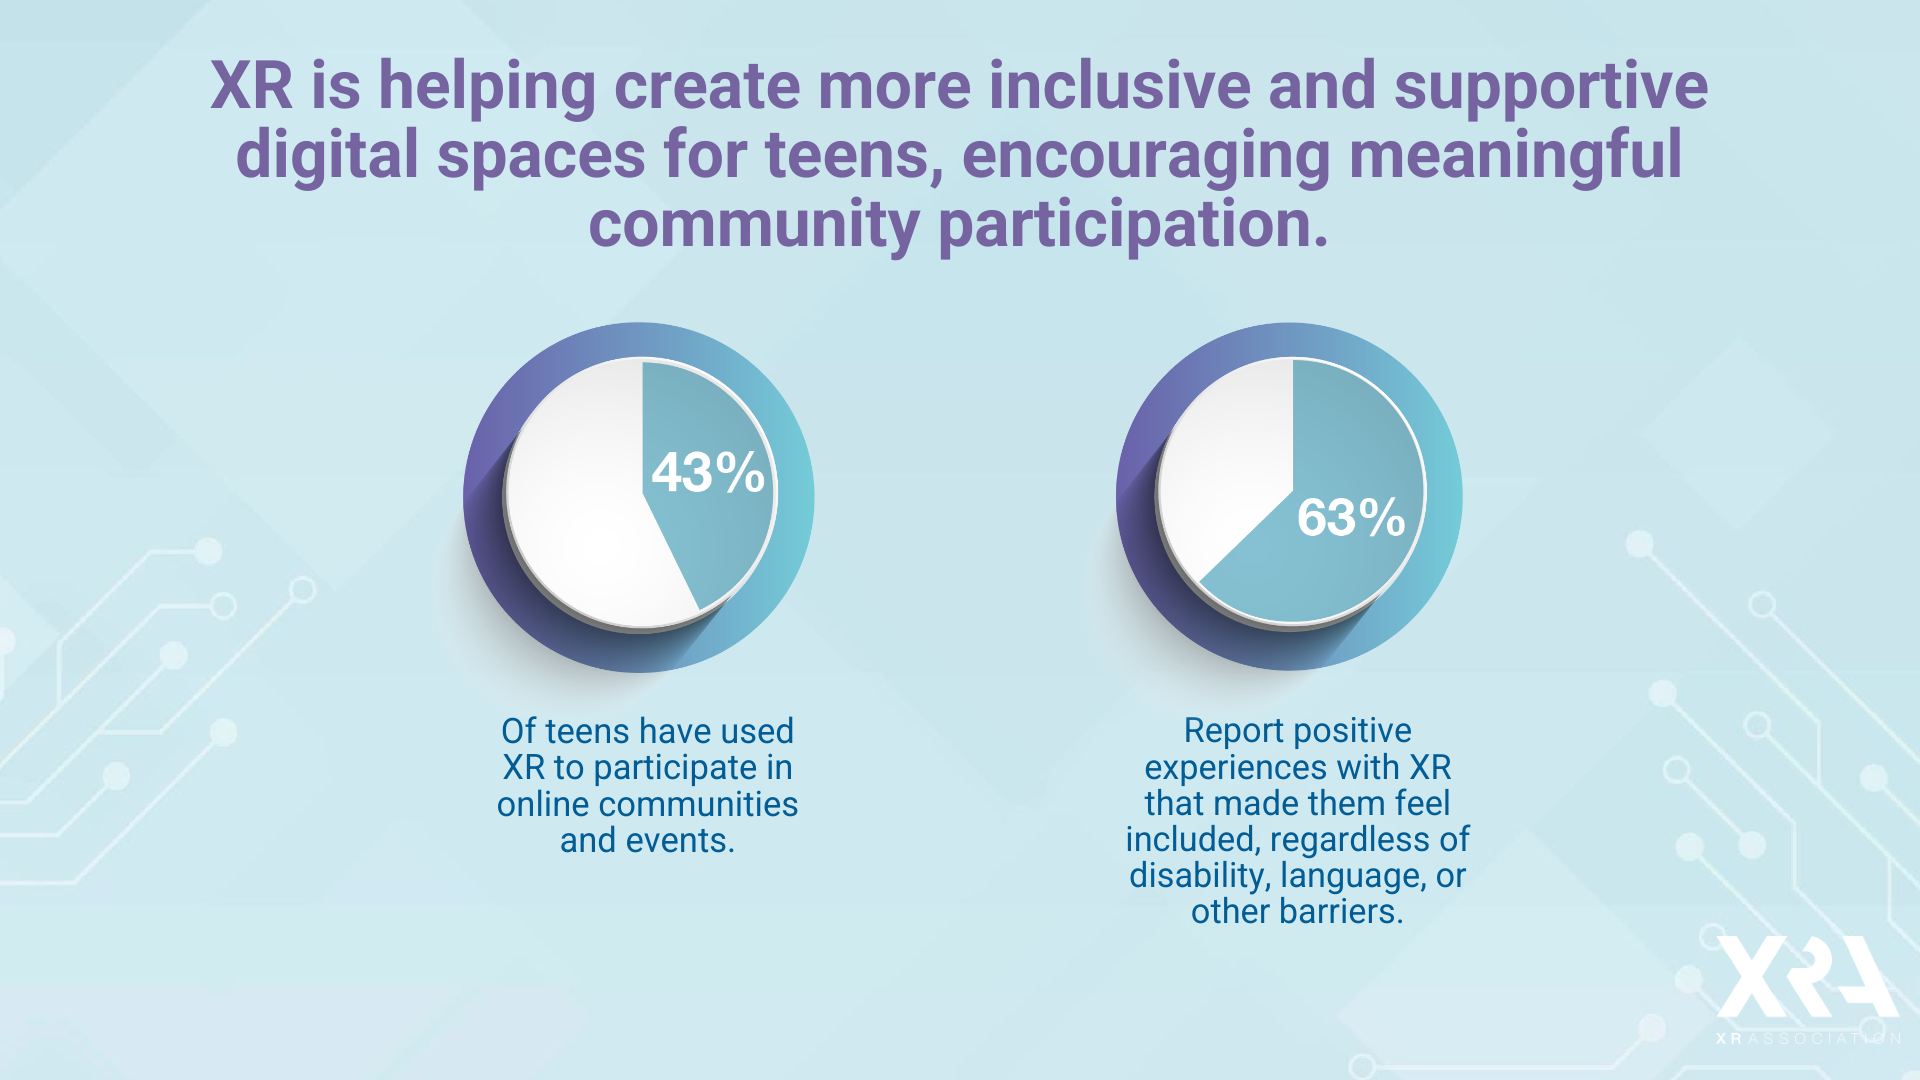 XR is helping create more inclusive and supportive
digital spaces for teens, encouraging meaningful
community participation.
43%
63%
Of teens have used
XR to participate in
online communities
and events.
Report positive
experiences with XR
that made them feel
included, regardless of
disability, language, or
other barriers.
XRA
XR ASSOCIATION